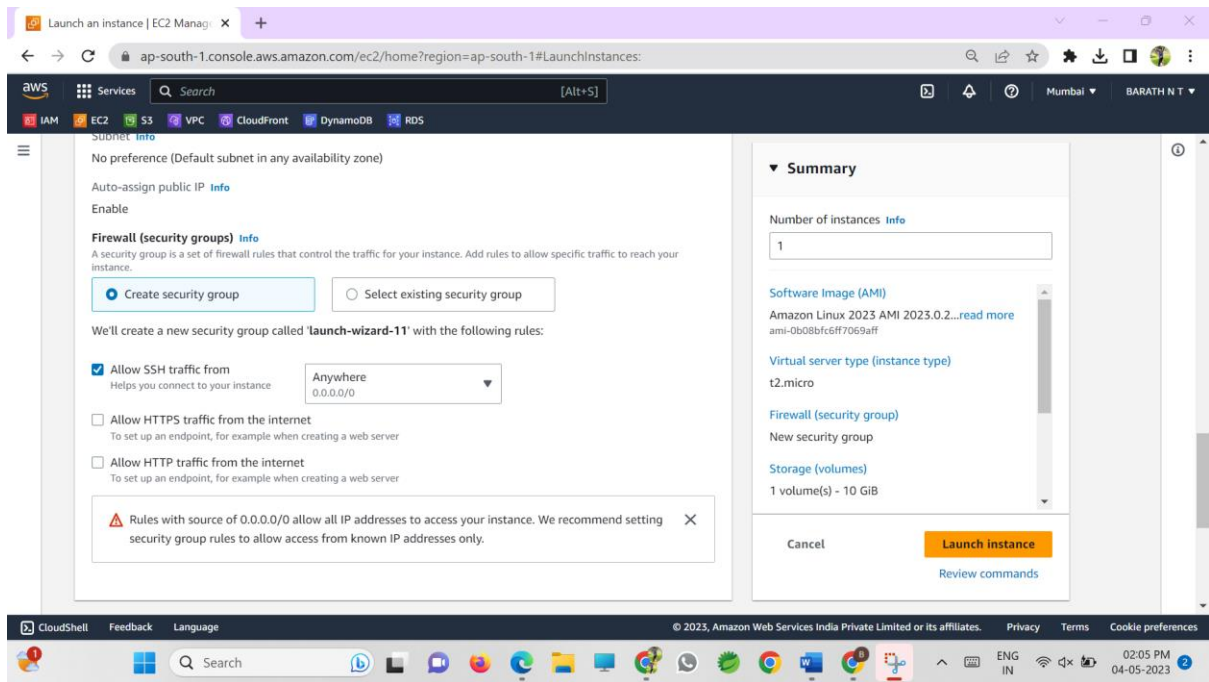 Launch an instance | EC2 Manage
ap-south-1.console.aws.amazon.com/ec2/home?region=ap-south-1#LaunchInstances:
aws Services Search [Alt+S] Mumbai BARATH N T
IAM EC2 S3 VPC CloudFront DynamoDB RDS
Subnet Info
No preference (Default subnet in any availability zone)
Auto-assign public IP Info
Enable
Firewall (security groups) Info
A security group is a set of firewall rules that control the traffic for your instance. Add rules to allow specific traffic to reach your
instance.
Create security group Select existing security group
We'll create a new security group called 'launch-wizard-11' with the following rules:
Allow SSH traffic from
Helps you connect to your instance
Anywhere
0.0.0.0/0
Allow HTTPS traffic from the internet
To set up an endpoint, for example when creating a web server
Allow HTTP traffic from the internet
To set up an endpoint, for example when creating a web server
Rules with source of 0.0.0.0/0 allow all IP addresses to access your instance. We recommend setting
security group rules to allow access from known IP addresses only.
Summary
Number of instances Info
1
Software Image (AMI)
Amazon Linux 2023 AMI 2023.0.2...read more
ami-0b08bfc6ff7069aff
Virtual server type (instance type)
t2.micro
Firewall (security group)
New security group
Storage (volumes)
1 volume(s) - 10 GiB
Cancel Launch instance
Review commands
CloudShell Feedback Language © 2023, Amazon Web Services India Private Limited or its affiliates. Privacy Terms Cookie preferences
Search
ENG
IN
02:05 PM
04-05-2023
2